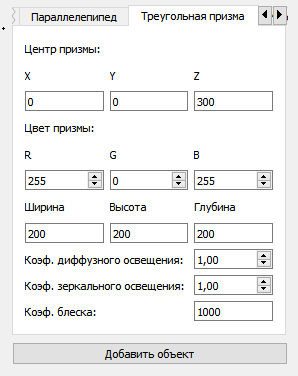 Параллелепипед Треугольная призма
Центр призмы:
X Y Z
0 0 300
Цвет призмы:
R G B
255 0 255
Ширина Высота Глубина
200 200 200
Коэф. диффузного освещения: 1,00
Коэф. зеркального освещения: 1,00
Коэф. блеска: 1000
Добавить объект